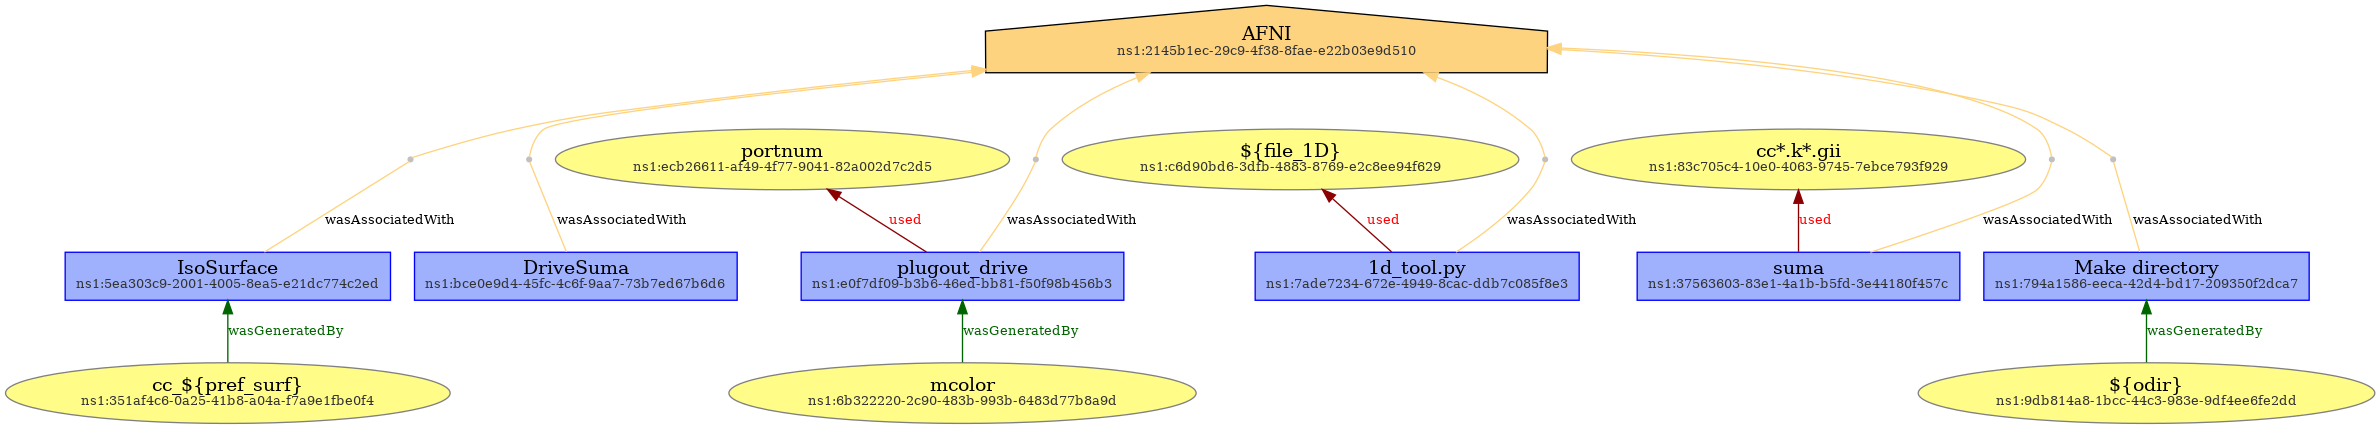 AFNI
ns1:2145b1ec-29c9-4f38-8fae-e22b03e9d510
portnum
ns1:ecb26611-af49-4f77-9041-82a002d7c2d5
${file_1D}
ns1:c6d90bd6-3dfb-4883-8769-e2c8ee94f629
cc*.k*.gii
ns1:83c705c4-10e0-4063-9745-7ebce793f929
wasAssociatedWith
wasAssociatedWith
used
wasAssociatedWith
used
wasAssociatedWith
used
wasAssociatedWith
wasAssociatedWith
IsoSurface
ns1:5ea303c9-2001-4005-8ea5-e21dc774c2ed
DriveSuma
ns1:bce0e9d4-45fc-4c6f-9aa7-73b7ed67b6d6
plugout_drive
ns1:e0f7df09-b3b6-46ed-bb81-f50f98b456b3
1d_tool.py
ns1:7ade7234-672e-4949-8cac-ddb7c085f8e3
suma
ns1:37563603-83e1-4a1b-b5fd-3e44180f457c
Make directory
ns1:794a1586-eeca-42d4-bd17-209350f2dca7
wasGeneratedBy
wasGeneratedBy
wasGeneratedBy
cc_${pref_surf}
ns1:351af4c6-0a25-41b8-a04a-f7a9e1fbe0f4
mcolor
ns1:6b322220-2c90-483b-993b-6483d77b8a9d
${odir}
ns1:9db814a8-1bcc-44c3-983e-9df4ee6fe2dd